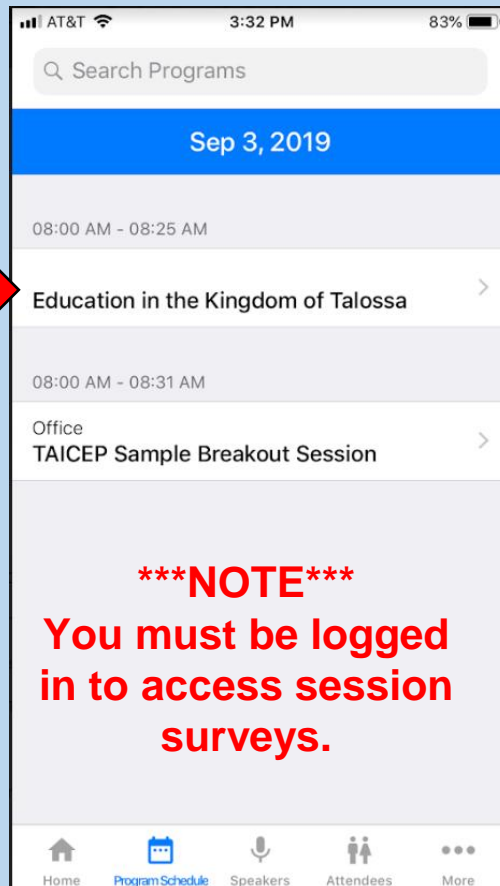 AT&T 3:32 PM 83%
Search Programs
Sep 3, 2019
08:00 AM - 08:25 AM
Education in the Kingdom of Talossa
08:00 AM - 08:31 AM
Office
TAICEP Sample Breakout Session
***NOTE***
You must be logged
in to access session
surveys.
Home Program Schedule Speakers Attendees More